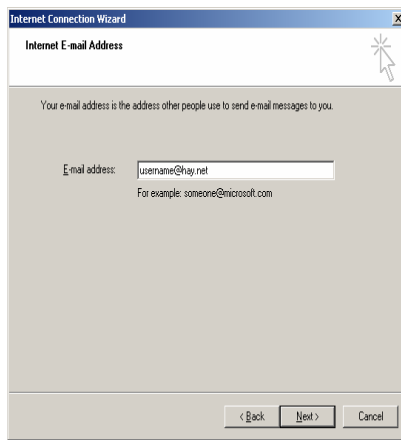 Internet Connection Wizard
Internet E-mail Address
Your e-mail address is the address other people use to send e-mail messages to you.
E-mail address: username@hay.net
For example: someone@microsoft.com
< Back Next > Cancel